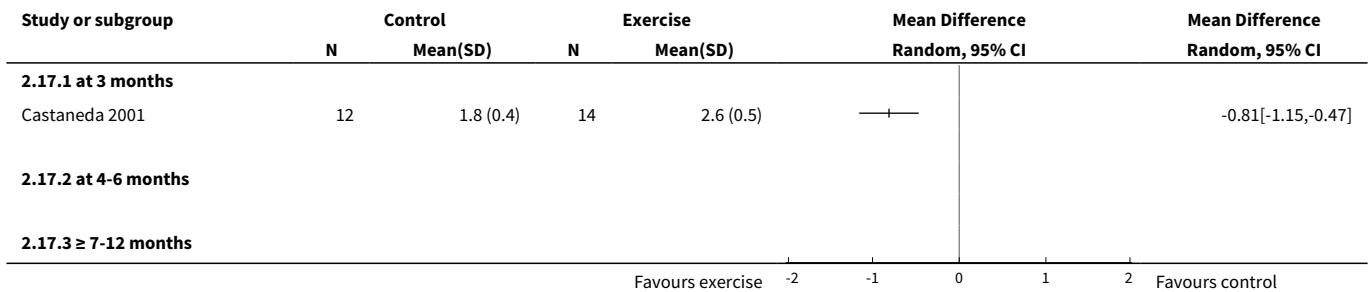 Study or subgroup Control Exercise Mean Difference Mean Difference
N Mean(SD) N Mean(SD) Random, 95% CI Random, 95% CI
2.17.1 at 3 months
Castaneda 2001 12 1.8 (0.4) 14 2.6 (0.5) -0.81[-1.15,-0.47]
2.17.2 at 4-6 months
2.17.3 ≥ 7-12 months
Favours exercise -2 -1 0 1 2 Favours control